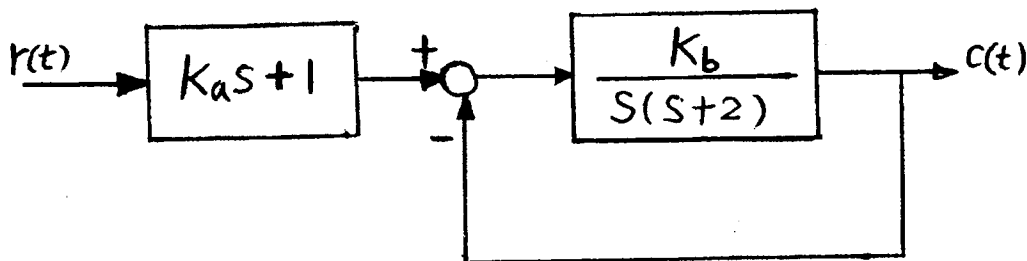 r(t)
Kas+1
+
-
Kb
S(S+2)
C(t)